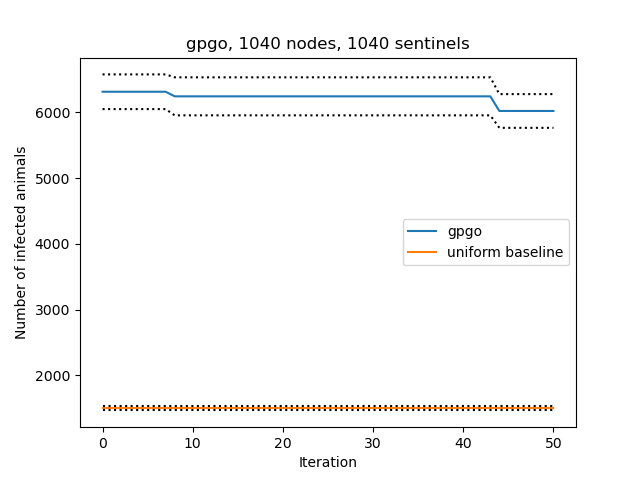 gpgo, 1040 nodes, 1040 sentinels
Number of infected animals
6000
5000
4000
3000
2000
gpgo
uniform baseline
0 10 20 30 40 50
Iteration